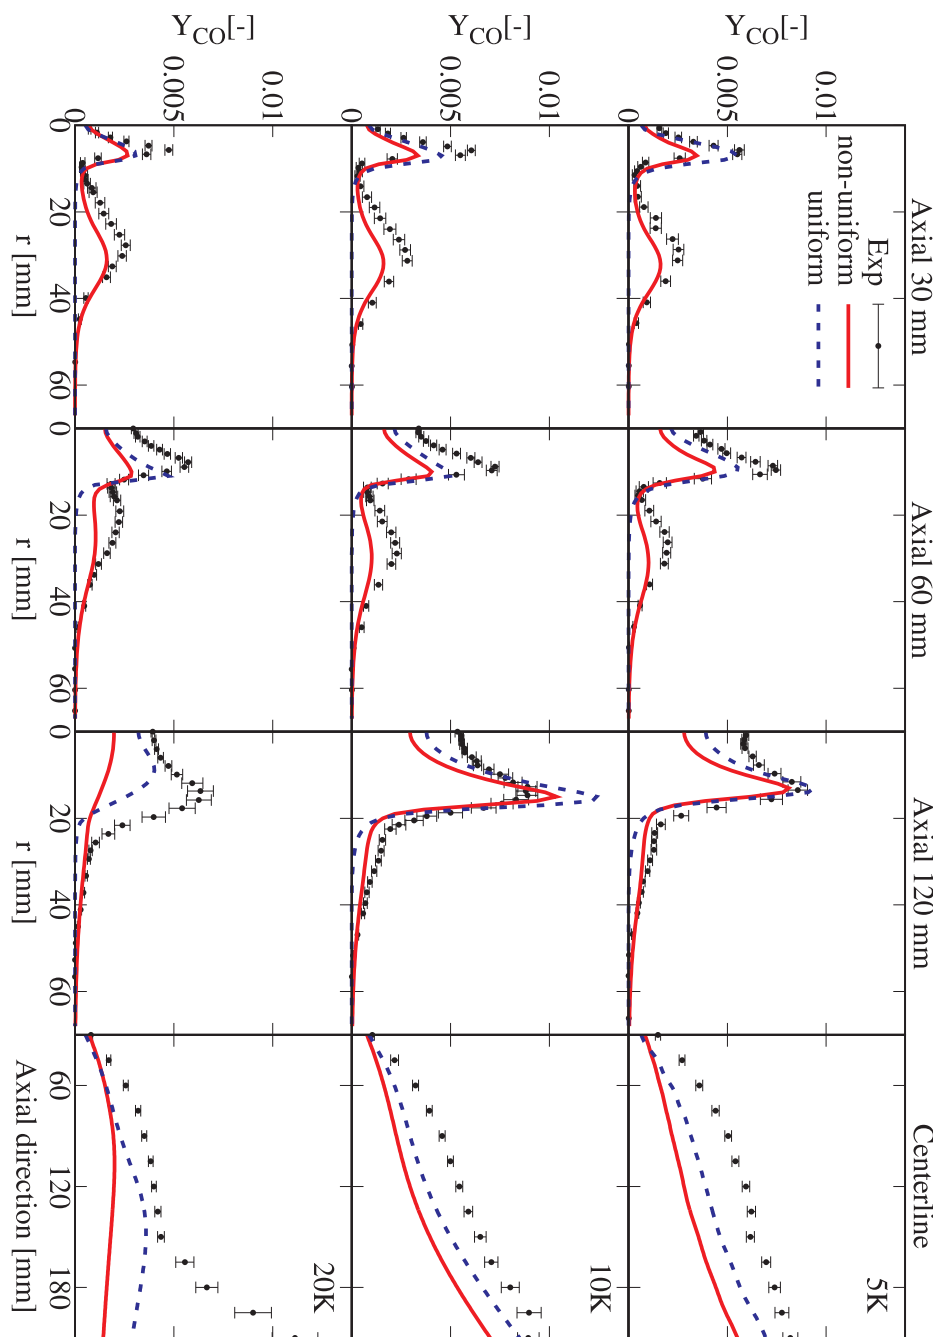 Axial 30 mm Axial 60 mm Axial 120 mm Centerline
Exp
non-uniform
uniform
5K
Y_CO[-]
0.01
0.005
0
10K
Y_CO[-]
0.01
0.005
0
20K
Y_CO[-]
0.01
0.005
0
0 20 40 60 0 20 40 60 0 20 40 60 60 120 180
r [mm] r [mm] r [mm] Axial direction [mm]